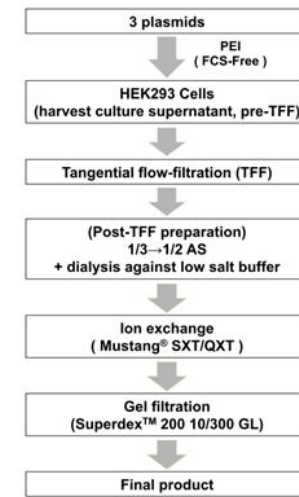 3 plasmids
PEI
( FCS-Free )
HEK293 Cells
(harvest culture supernatant, pre-TFF)
Tangential flow-filtration (TFF)
(Post-TFF preparation)
1/3→1/2 AS
+ dialysis against low salt buffer
Ion exchange
( Mustang® SXT/QXT )
Gel filtration
(Superdex™ 200 10/300 GL)
Final product